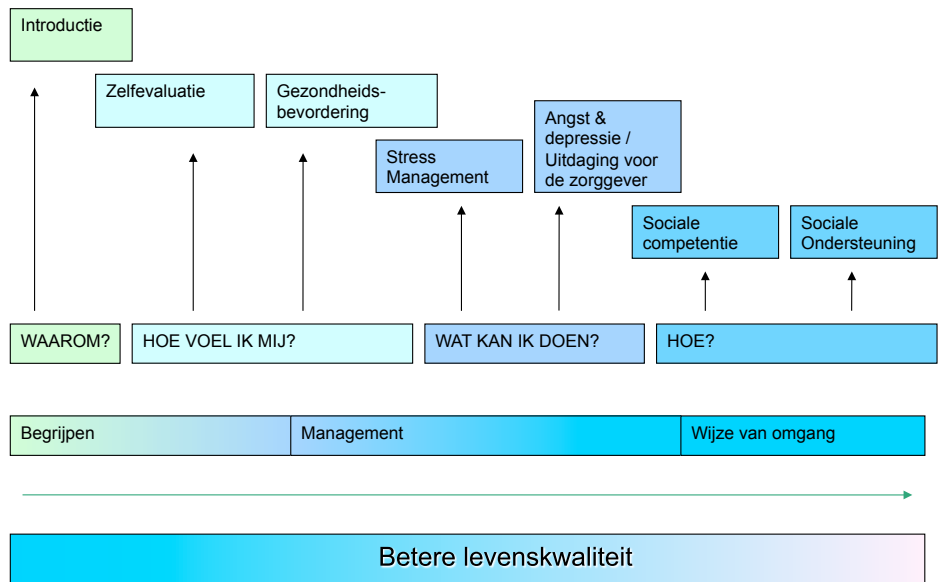 Introductie
Zelfevaluatie
Gezondheids-
bevordering
Angst &
depressie /
Uitdaging voor
de zorggever
Stress
Management
Sociale
competentie
Sociale
Ondersteuning
WAAROM?
HOE VOEL IK MIJ?
WAT KAN IK DOEN?
HOE?
Begrijpen
Management
Wijze van omgang
Betere levenskwaliteit